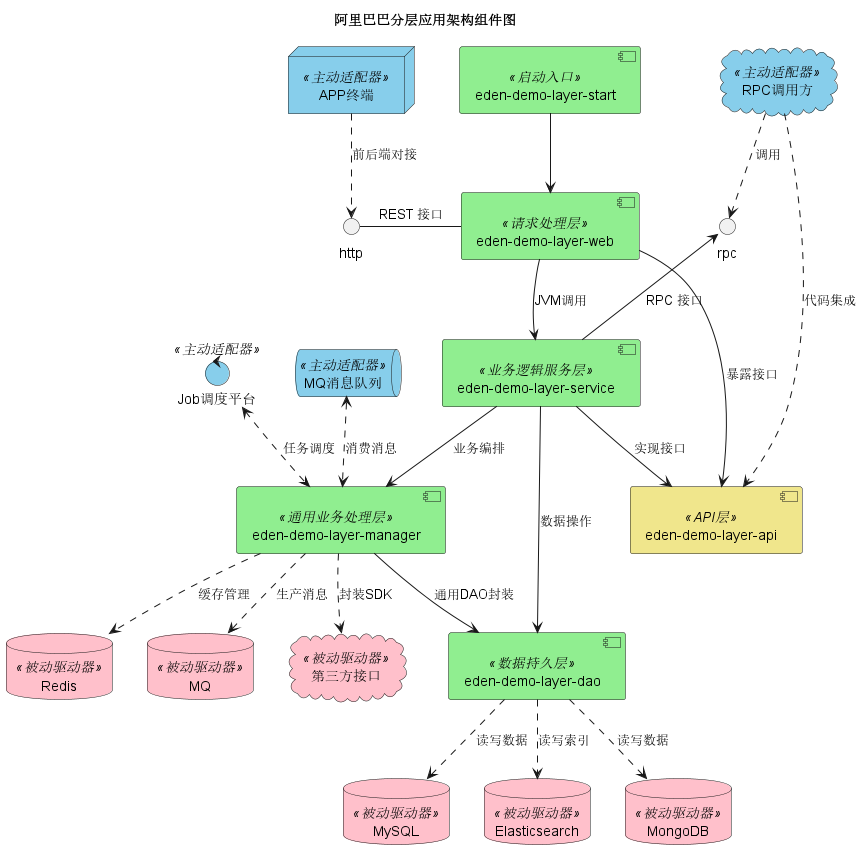 阿里巴巴分层应用架构组件图
«主动适配器»
APP终端
«启动入口»
eden-demo-layer-start
«主动适配器»
RPC调用方
前后端对接
调用
REST 接口
http
«请求处理层»
eden-demo-layer-web
rpc
JVM调用
RPC 接口
代码集成
«主动适配器»
Job调度平台
«主动适配器»
MQ消息队列
«业务逻辑服务层»
eden-demo-layer-service
暴露接口
任务调度
消费消息
业务编排
实现接口
«通用业务处理层»
eden-demo-layer-manager
数据操作
«API层»
eden-demo-layer-api
缓存管理
生产消息
封装SDK
通用DAO封装
«被动驱动器»
Redis
«被动驱动器»
MQ
«被动驱动器»
第三方接口
«数据持久层»
eden-demo-layer-dao
读写数据
读写索引
读写数据
«被动驱动器»
MySQL
«被动驱动器»
Elasticsearch
«被动驱动器»
MongoDB